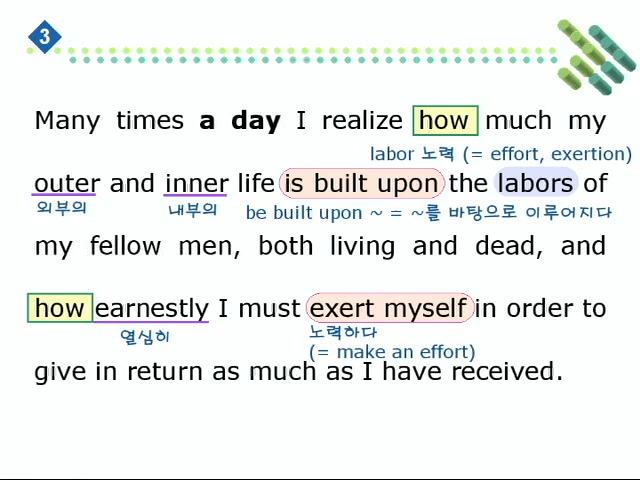 3
Many times a day I realize how much my
labor 노력 (= effort, exertion)
outer and inner life is built upon the labors of
외부의 내부의 be built upon ~ = ~를 바탕으로 이루어지다
my fellow men, both living and dead, and
how earnestly I must exert myself in order to
열심히 노력하다
(= make an effort)
give in return as much as I have received.